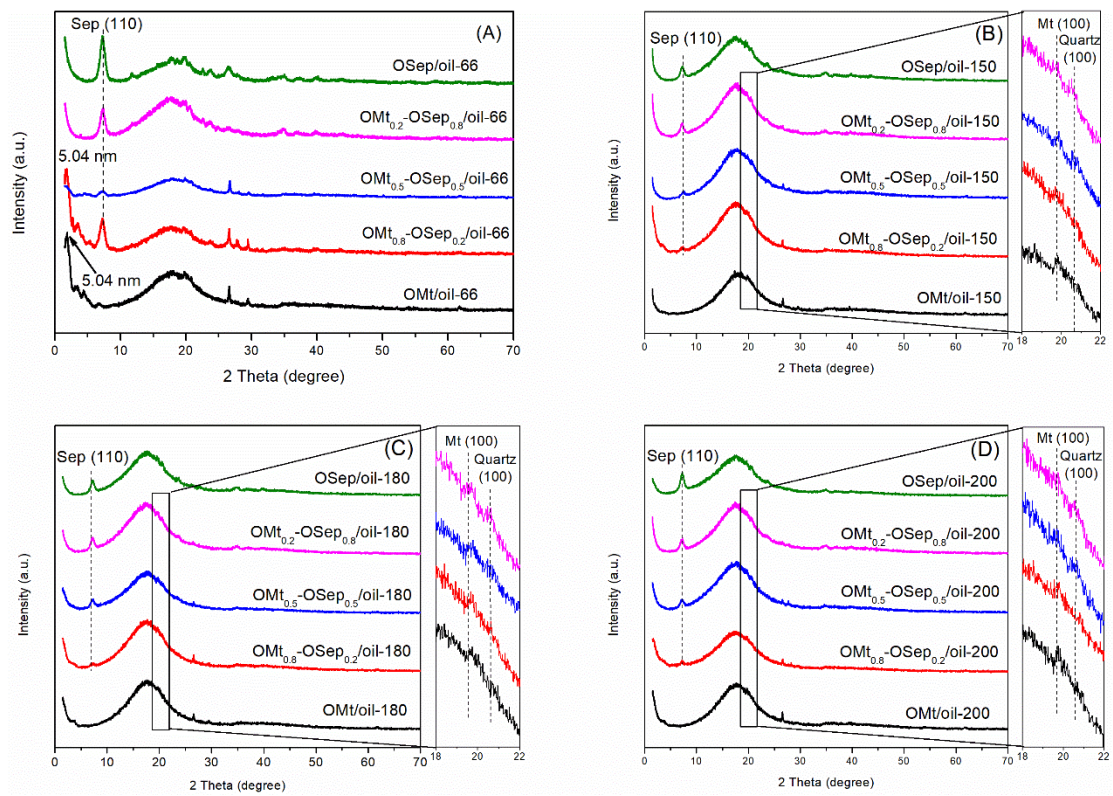 Sep (110)
(A)
OSep/oil-66
OMt0.2-OSep0.8/oil-66
5.04 nm
OMt0.5-OSep0.5/oil-66
OMt0.8-OSep0.2/oil-66
5.04 nm
OMt/oil-66
Intensity (a.u.)
0 10 20 30 40 50 60 70
2 Theta (degree)
Sep (110)
(B)
OSep/oil-150
OMt0.2-OSep0.8/oil-150
OMt0.5-OSep0.5/oil-150
OMt0.8-OSep0.2/oil-150
OMt/oil-150
Intensity (a.u.)
0 10 20 30 40 50 60 70
2 Theta (degree)
Mt (100)
Quartz
(100)
18 20 22
Sep (110)
(C)
OSep/oil-180
OMt0.2-OSep0.8/oil-180
OMt0.5-OSep0.5/oil-180
OMt0.8-OSep0.2/oil-180
OMt/oil-180
Intensity (a.u.)
0 10 20 30 40 50 60 70
2 Theta (degree)
Mt (100)
Quartz
(100)
18 20 22
Sep (110)
(D)
OSep/oil-200
OMt0.2-OSep0.8/oil-200
OMt0.5-OSep0.5/oil-200
OMt0.8-OSep0.2/oil-200
OMt/oil-200
Intensity (a.u.)
0 10 20 30 40 50 60 70
2 Theta (degree)
Mt (100)
Quartz
(100)
18 20 22